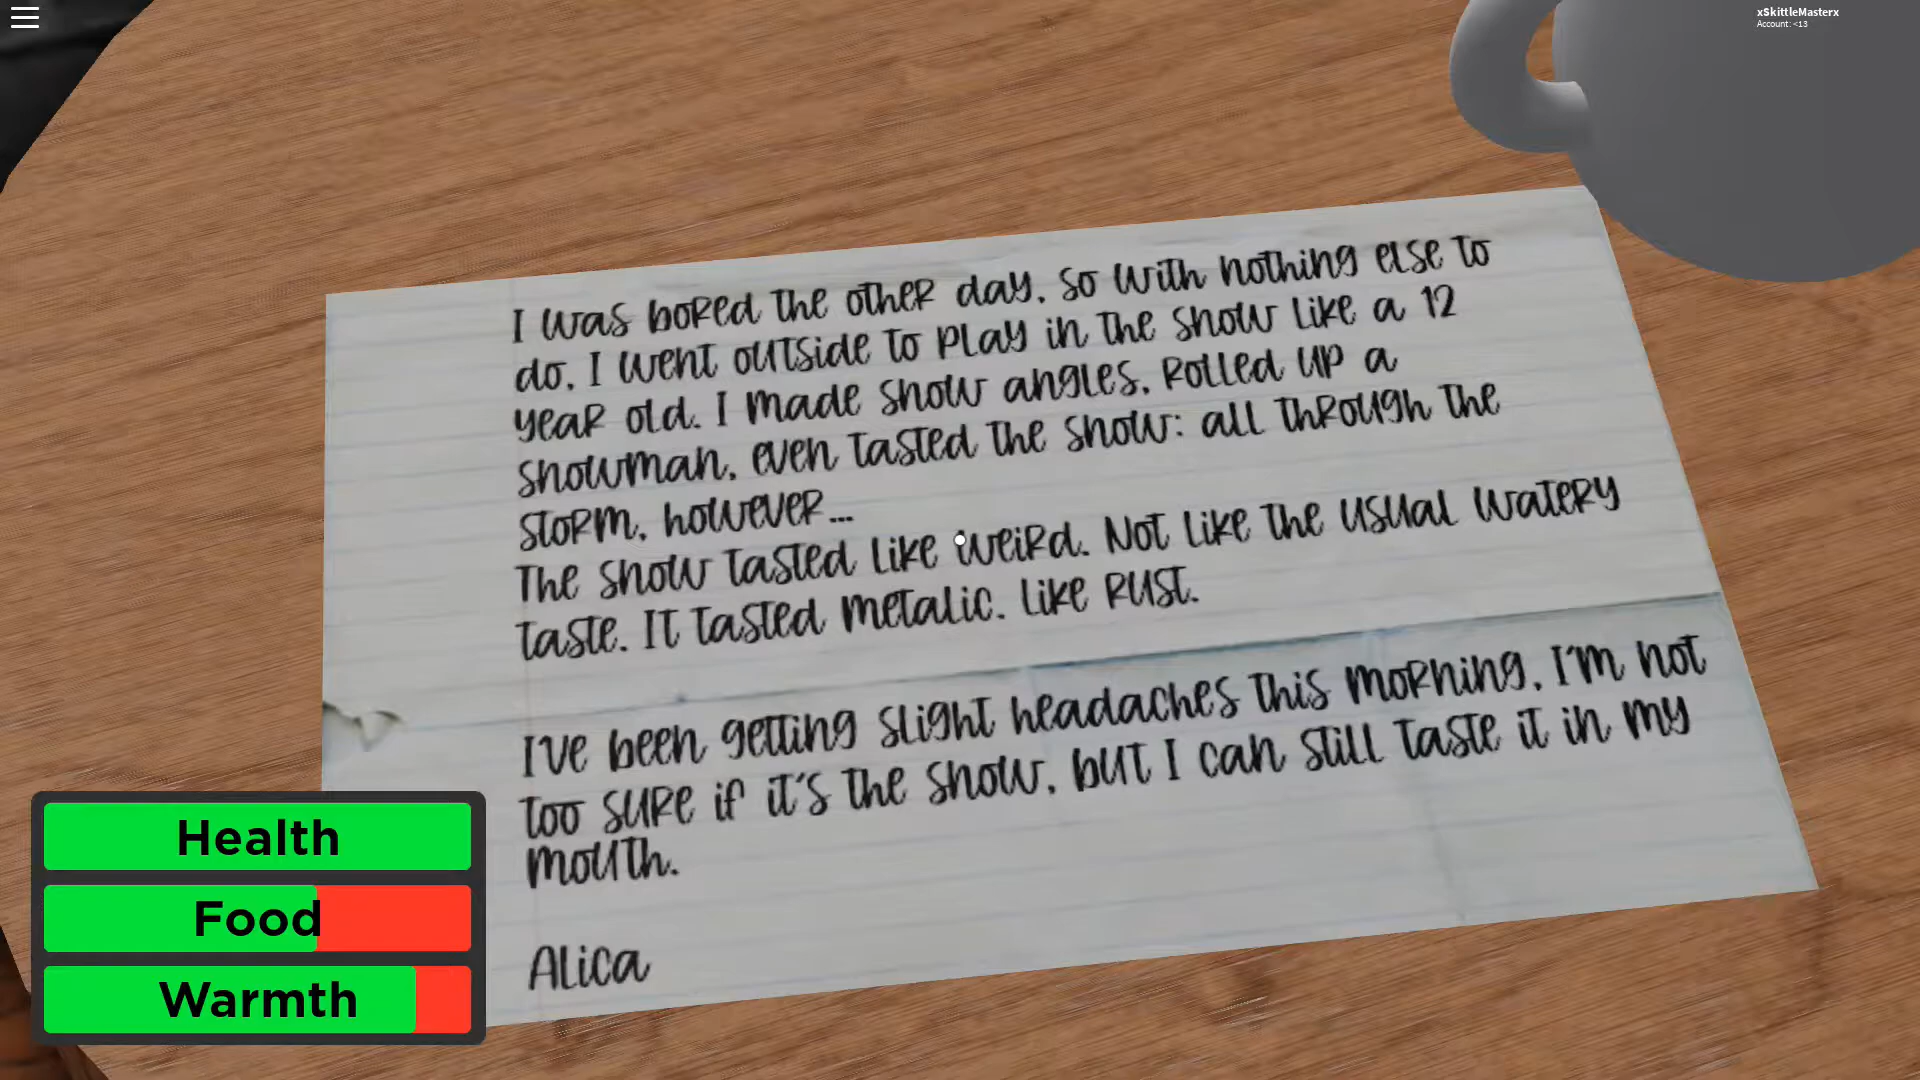 xSkittleMasterx
Account: <13
I was bored the other day, so with nothing else to
do, I went outside to play in the snow like a 12
year old. I made snow angles, rolled up a
snowman, even tasted the snow; all through the
storm, however...
The snow tasted like weird. Not like the usual watery
taste. It tasted metalic. Like rust.
I've been getting slight headaches this morning, I'm not
too sure if it's the snow, but I can still taste it in my
mouth.
Alica
Health
Food
Warmth